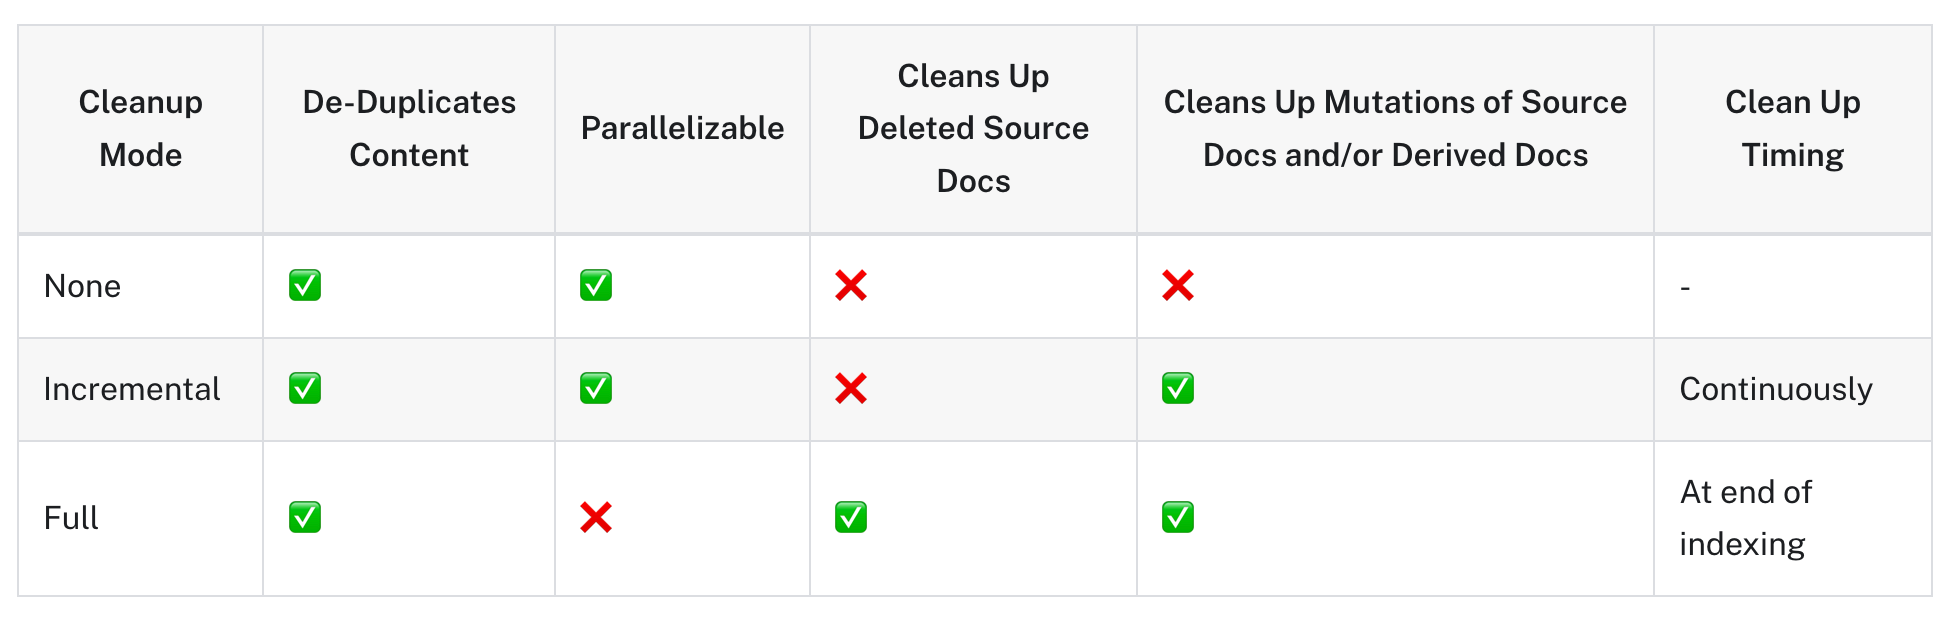 Cleanup
Mode
De-Duplicates
Content
Parallelizable
Cleans Up
Deleted Source
Docs
Cleans Up Mutations of Source
Docs and/or Derived Docs
Clean Up
Timing
None ✅ ✅ ❌ ❌ -
Incremental ✅ ✅ ❌ ✅ Continuously
Full ✅ ❌ ✅ ✅ At end of
indexing